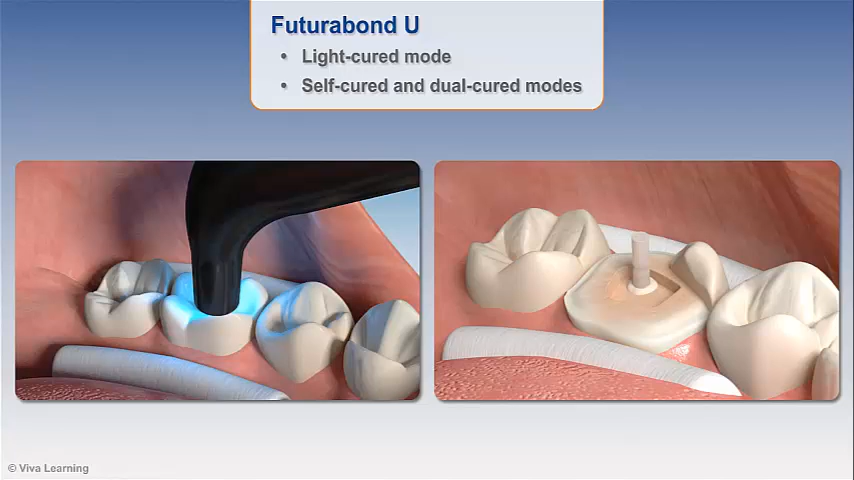 Futurabond U
• Light-cured mode
• Self-cured and dual-cured modes
© Viva Learning